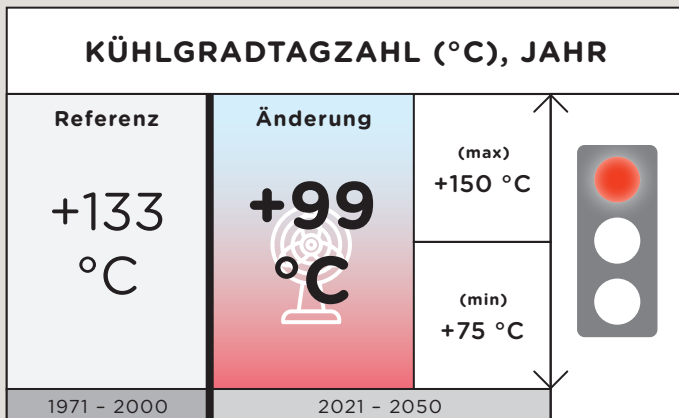 KÜHLGRADTAGZAHL (°C), JAHR
Referenz
+133
°C
1971 – 2000
Änderung
+99
°C
(max)
+150 °C
(min)
+75 °C
2021 – 2050